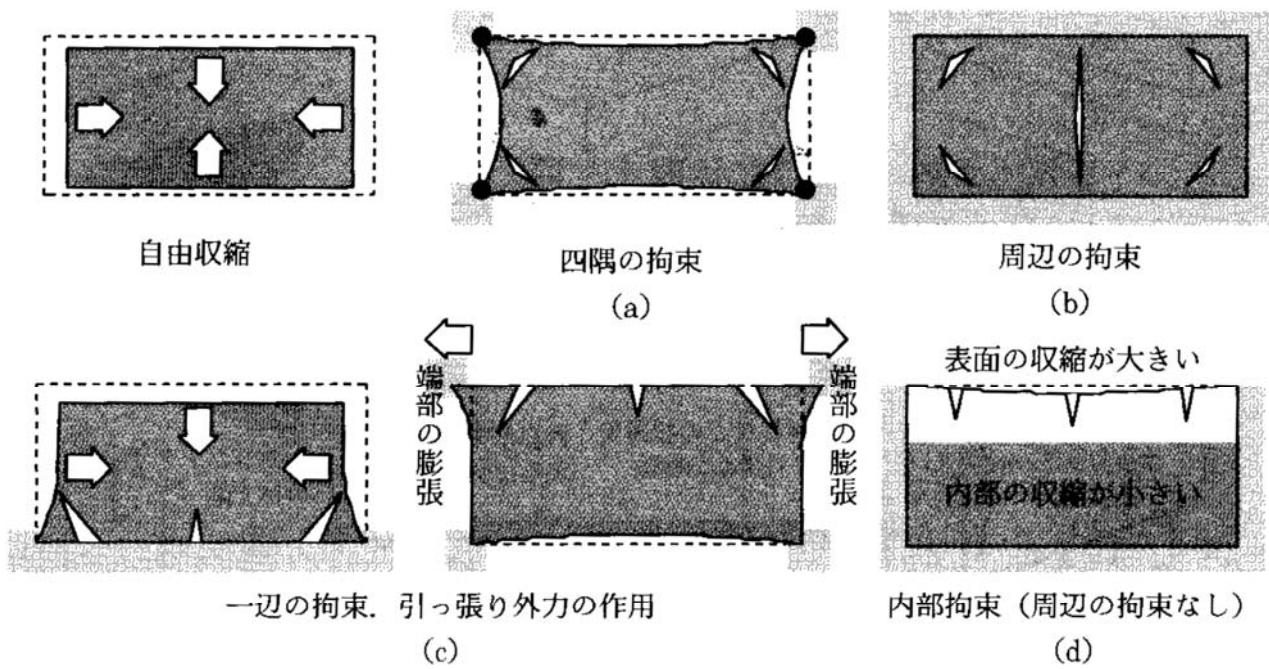 自由収縮
四隅の拘束
(a)
周辺の拘束
(b)
端部の膨張
端部の膨張
一辺の拘束．引っ張り外力の作用
(c)
表面の収縮が大きい
内部の収縮が小さい
内部拘束（周辺の拘束なし）
(d)